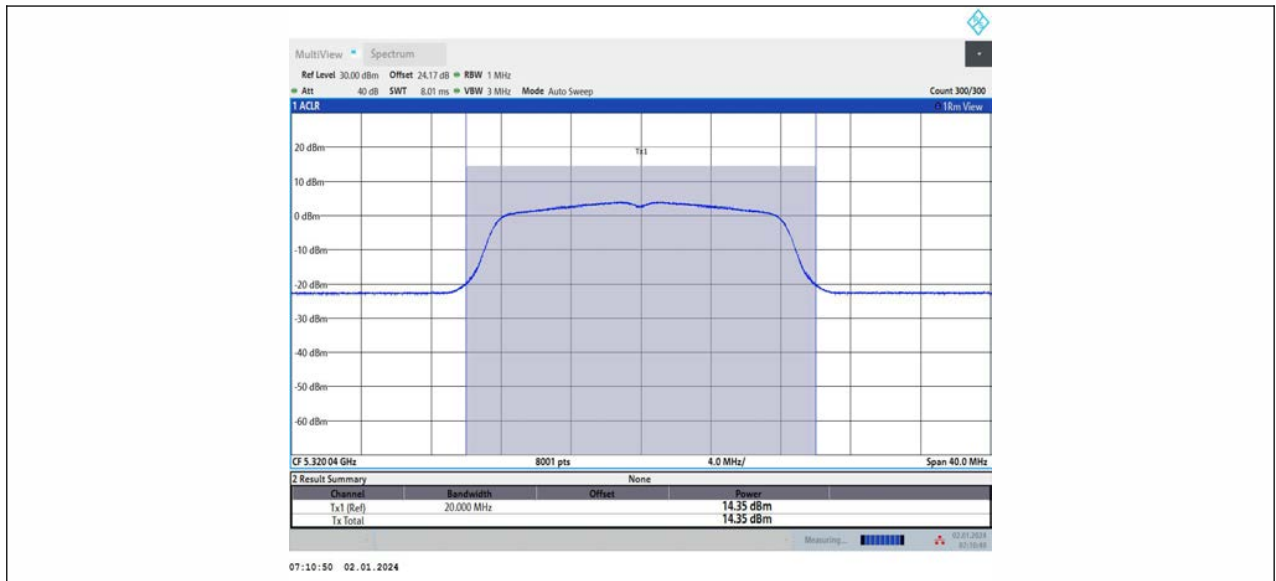 MultiView Spectrum
Ref Level 30.00 dBm Offset 24.17 dB RBW 1 MHz
Att 40 dB SWT 8.01 ms VBW 3 MHz Mode Auto Sweep Count 300/300
1 ACLR 1Rm View
Tx1
20 dBm
10 dBm
0 dBm
-10 dBm
-20 dBm
-30 dBm
-40 dBm
-50 dBm
-60 dBm
CF 5.320 04 GHz 8001 pts 4.0 MHz/ Span 40.0 MHz
2 Result Summary None
Channel Bandwidth Offset Power
Tx1 (Ref) 20.000 MHz 14.35 dBm
Tx Total 14.35 dBm
Measuring... 02.01.2024
07:10:50 02.01.2024